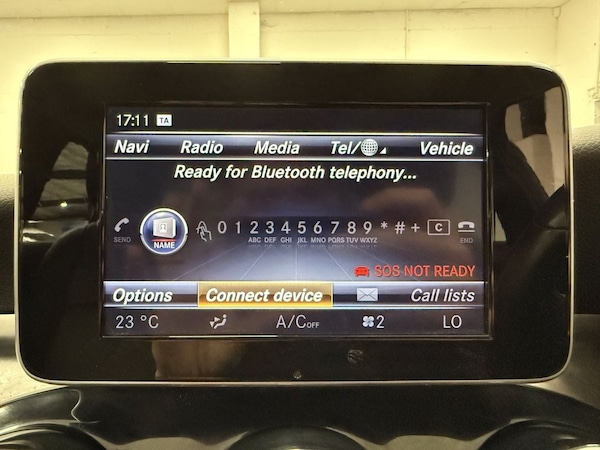 17:11 TA
Navi Radio Media Tel/ Vehicle
Ready for Bluetooth telephony...
SEND NAME 0 1 2 3 4 5 6 7 8 9 * # + C END
ABC DEF GHI JKL MNO PQRS TUV WXYZ
SOS NOT READY
Options Connect device Call lists
23 °C A/C OFF 2 LO